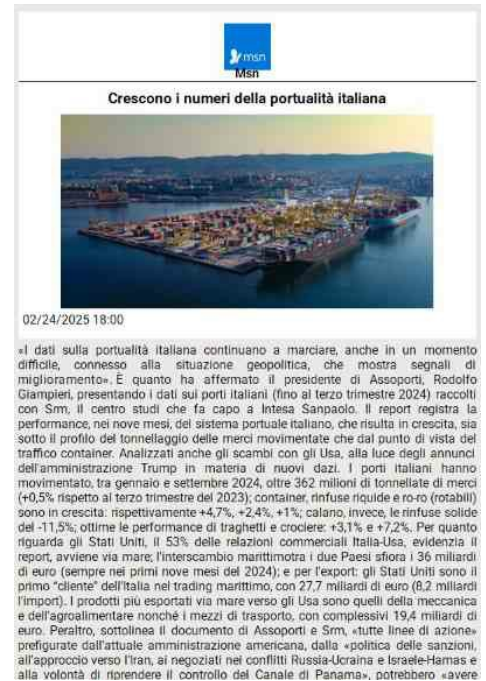 msn
Msn
Crescono i numeri della portualità italiana
02/24/2025 18:00
«I dati sulla portualità italiana continuano a marciare, anche in un momento
difficile, connesso alla situazione geopolitica, che mostra segnali di
miglioramento». È quanto ha affermato il presidente di Assoporti, Rodolfo
Giampieri, presentando i dati sui porti italiani (fino al terzo trimestre 2024) raccolti
con Srm, il centro studi che fa capo a Intesa Sanpaolo. Il report registra la
performance, nei nove mesi, del sistema portuale italiano, che risulta in crescita, sia
sotto il profilo del tonnellaggio delle merci movimentate che dal punto di vista del
traffico container. Analizzati anche gli scambi con gli Usa, alla luce degli annunci
dell'amministrazione Trump in materia di nuovi dazi. I porti italiani hanno
movimentato, tra gennaio e settembre 2024, oltre 362 milioni di tonnellate di merci
(+0,5% rispetto al terzo trimestre del 2023); container, rinfuse liquide e ro-ro (rotabili)
sono in crescita: rispettivamente +4,7%, +2,4%, +1%; calano, invece, le rinfuse solide
del -11,5%; ottime le performance di traghetti e crociere: +3,1% e +7,2%. Per quanto
riguarda gli Stati Uniti, il 53% delle relazioni commerciali Italia-Usa, evidenzia il
report, avviene via mare; l'interscambio marittimotra i due Paesi sfiora i 36 miliardi
di euro (sempre nei primi nove mesi del 2024); e per l'export: gli Stati Uniti sono il
primo "cliente" dell'Italia nel trading marittimo, con 27,7 miliardi di euro (8,2 miliardi
l'import). I prodotti più esportati via mare verso gli Usa sono quelli della meccanica
e dell'agroalimentare nonché i mezzi di trasporto, con complessivi 19,4 miliardi di
euro. Peraltro, sottolinea il documento di Assoporti e Srm, «tutte linee di azione»
prefigurate dall'attuale amministrazione americana, dalla «politica delle sanzioni,
all'approccio verso l'Iran, ai negoziati nei conflitti Russia-Ucraina e Israele-Hamas e
alla volontà di riprendere il controllo del Canale di Panama», potrebbero «avere